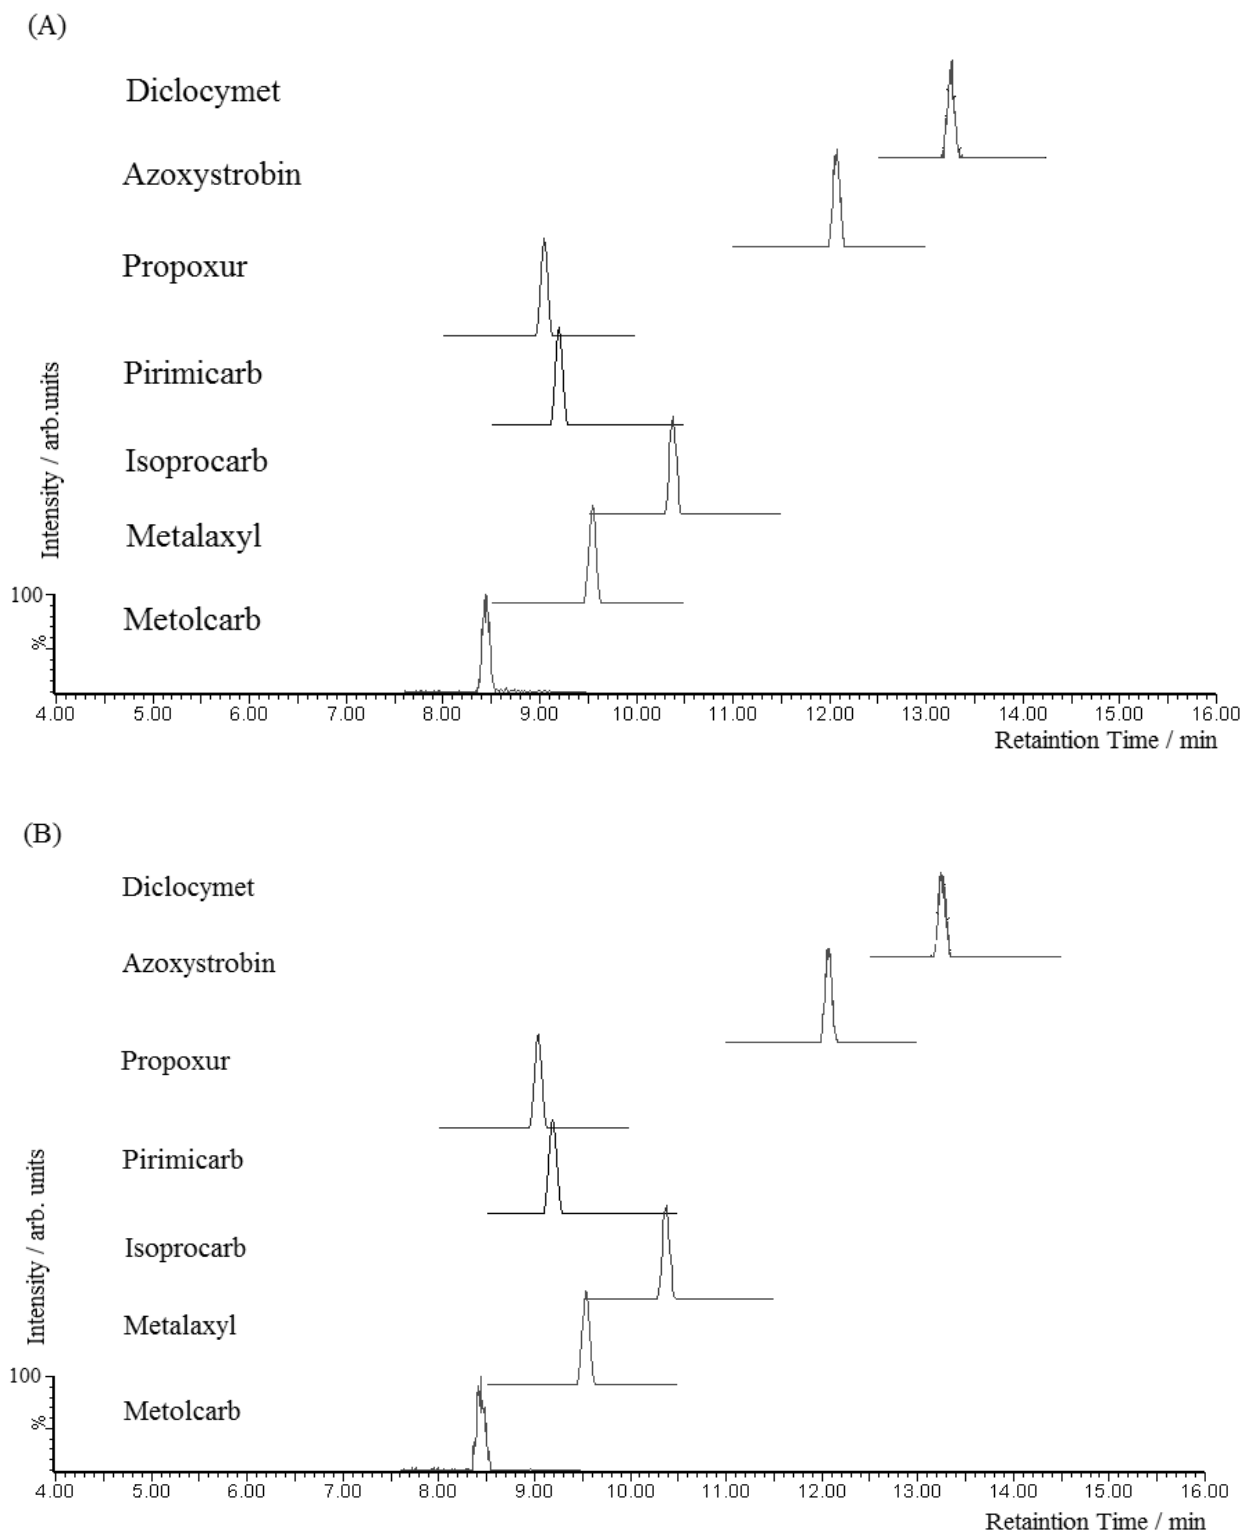 (A)
Diclocymet
Azoxystrobin
Propoxur
Pirimicarb
Isoprocarb
Metalaxyl
Metolcarb
Intensity / arb.units
100
%
4.00 5.00 6.00 7.00 8.00 9.00 10.00 11.00 12.00 13.00 14.00 15.00 16.00
Retaintion Time / min
(B)
Diclocymet
Azoxystrobin
Propoxur
Pirimicarb
Isoprocarb
Metalaxyl
Metolcarb
Intensity / arb. units
100
%
4.00 5.00 6.00 7.00 8.00 9.00 10.00 11.00 12.00 13.00 14.00 15.00 16.00
Retaintion Time / min